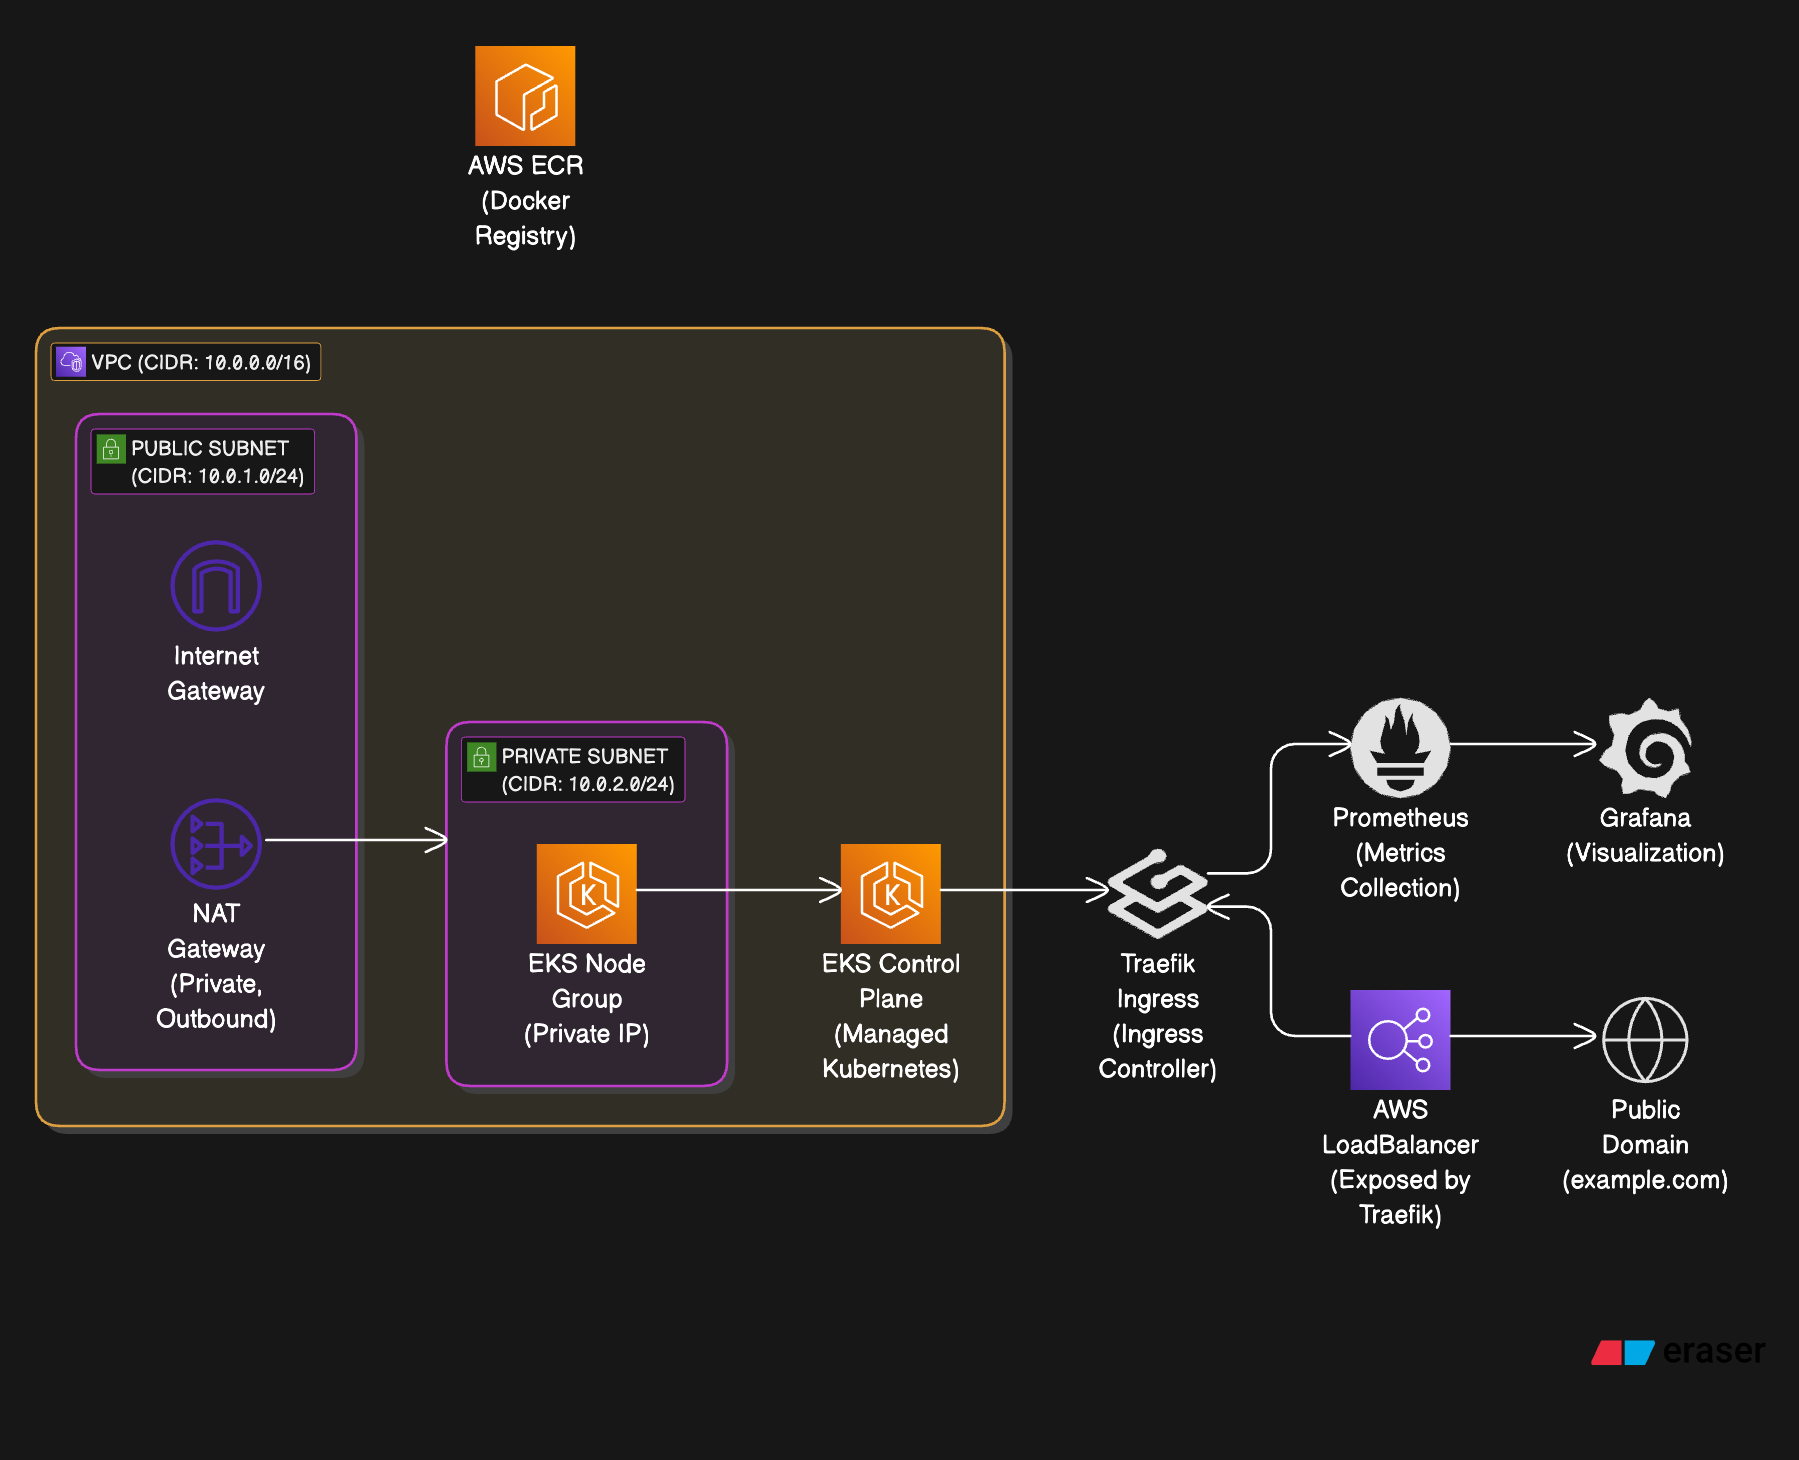 AWS ECR
(Docker
Registry)
VPC (CIDR: 10.0.0.0/16)
PUBLIC SUBNET
(CIDR: 10.0.1.0/24)
Internet
Gateway
NAT
Gateway
(Private,
Outbound)
PRIVATE SUBNET
(CIDR: 10.0.2.0/24)
K
EKS Node
Group
(Private IP)
K
EKS Control
Plane
(Managed
Kubernetes)
Traefik
Ingress
(Ingress
Controller)
Prometheus
(Metrics
Collection)
Grafana
(Visualization)
AWS
LoadBalancer
(Exposed by
Traefik)
Public
Domain
(example.com)
eraser